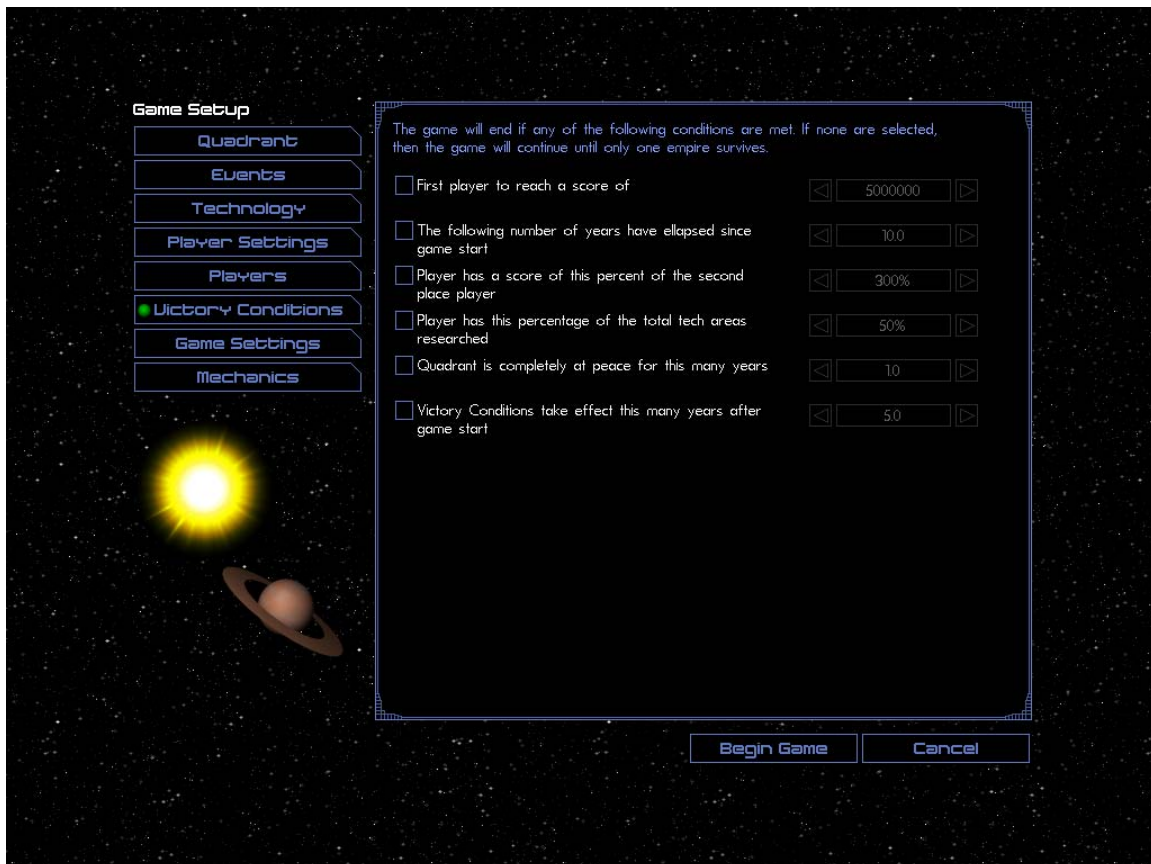 Game Setup
Quadrant
Events
Technology
Player Settings
Players
Victory Conditions
Game Settings
Mechanics
The game will end if any of the following conditions are met. If none are selected,
then the game will continue until only one empire survives.
First player to reach a score of
5000000
The following number of years have ellapsed since
game start
10.0
Player has a score of this percent of the second
place player
300%
Player has this percentage of the total tech areas
researched
50%
Quadrant is completely at peace for this many years
1.0
Victory Conditions take effect this many years after
game start
5.0
Begin Game
Cancel